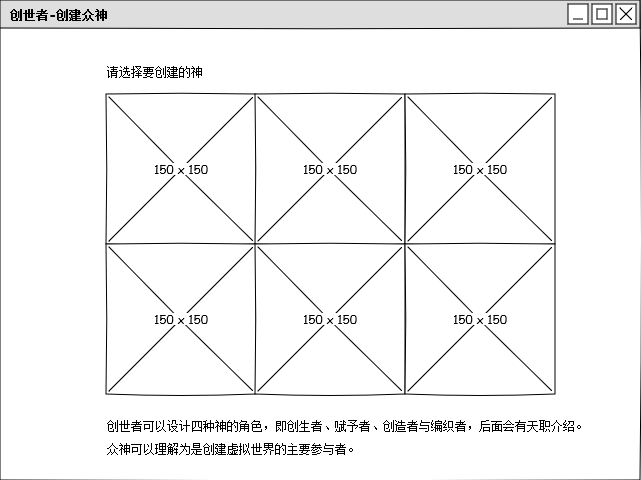 创世者-创建众神
请选择要创建的神
150 x 150 150 x 150 150 x 150
150 x 150 150 x 150 150 x 150
创世者可以设计四种神的角色，即创生者、赋予者、创造者与编织者，后面会有天职介绍。
众神可以理解为是创建虚拟世界的主要参与者。